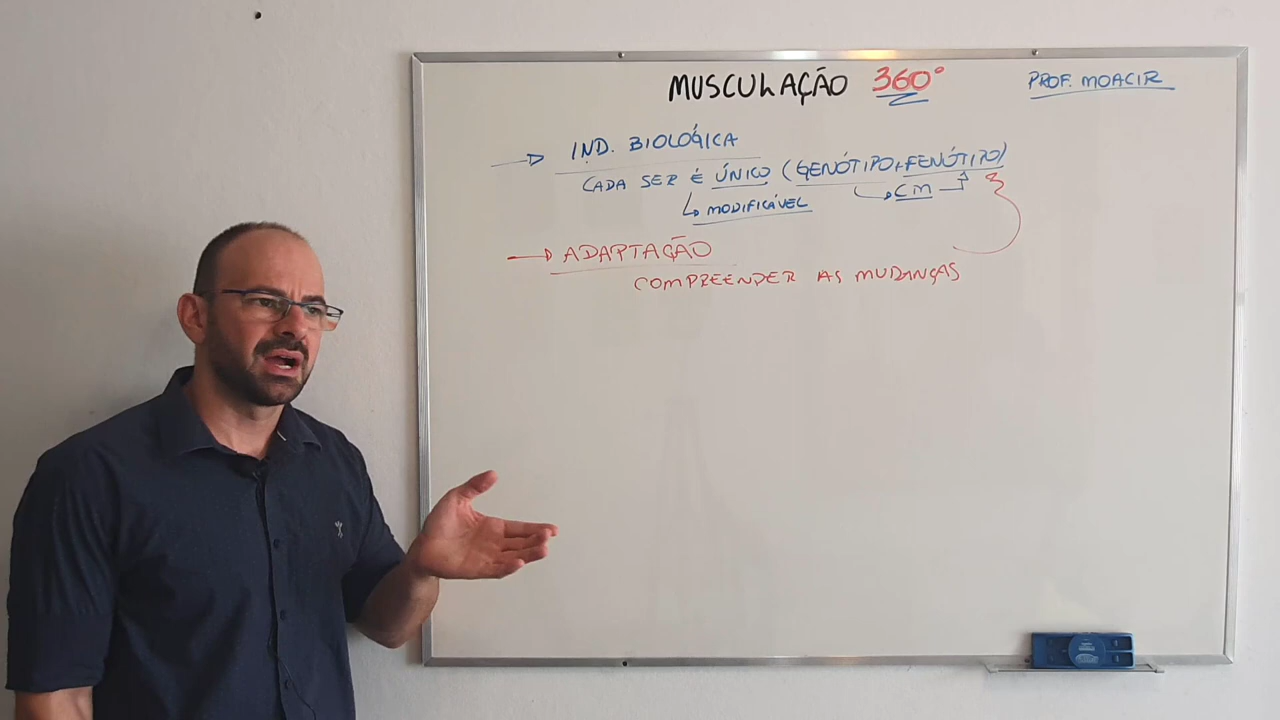 MUSCULAÇÃO 360°
PROF. MOACIR
IND. BIOLÓGICA
CADA SER É ÚNICO (GENÓTIPO+FENÓTIPO)
MODIFICÁVEL
CM
ADAPTAÇÃO
COMPREENDER AS MUDANÇAS